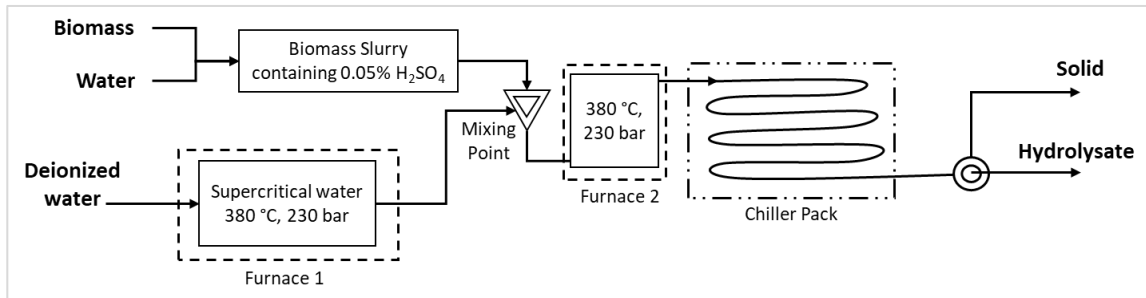 Biomass
Water
Biomass Slurry
containing 0.05% H₂SO₄
Mixing
Point
Deionized
water
Supercritical water
380 °C, 230 bar
Furnace 1
380 °C,
230 bar
Furnace 2
Chiller Pack
Solid
Hydrolysate